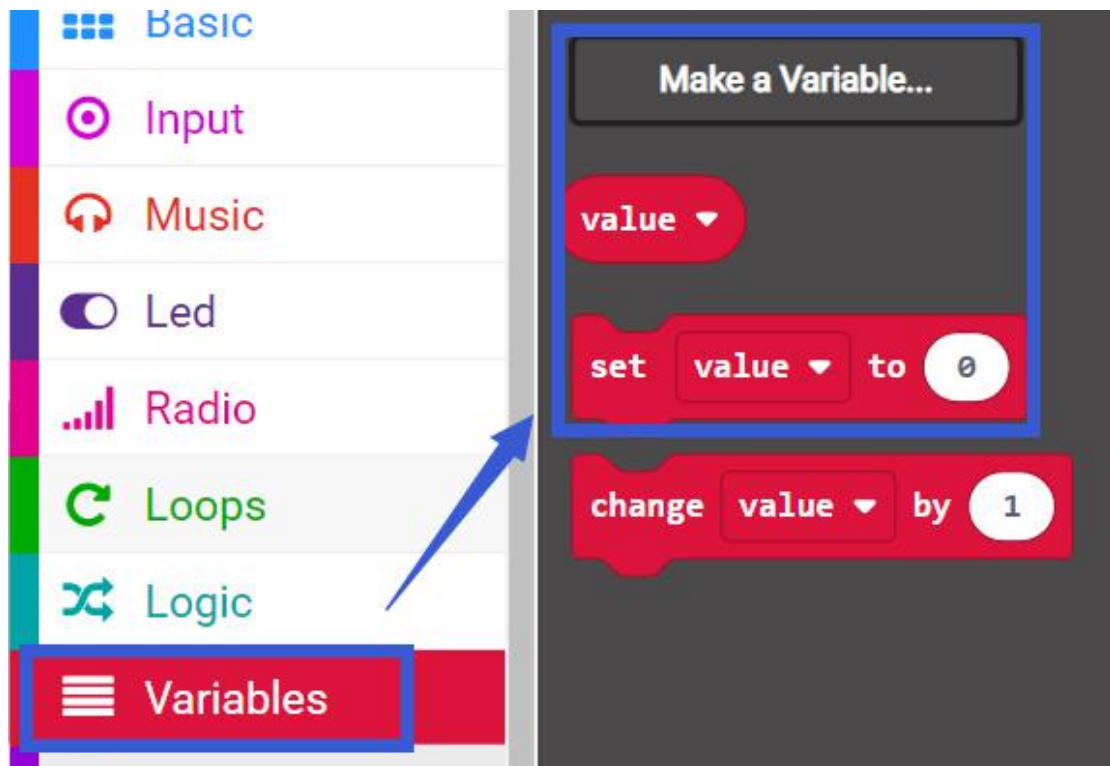 Basic
Input
Music
Led
Radio
Loops
Logic
Variables
Make a Variable...
value
set value to 0
change value by 1